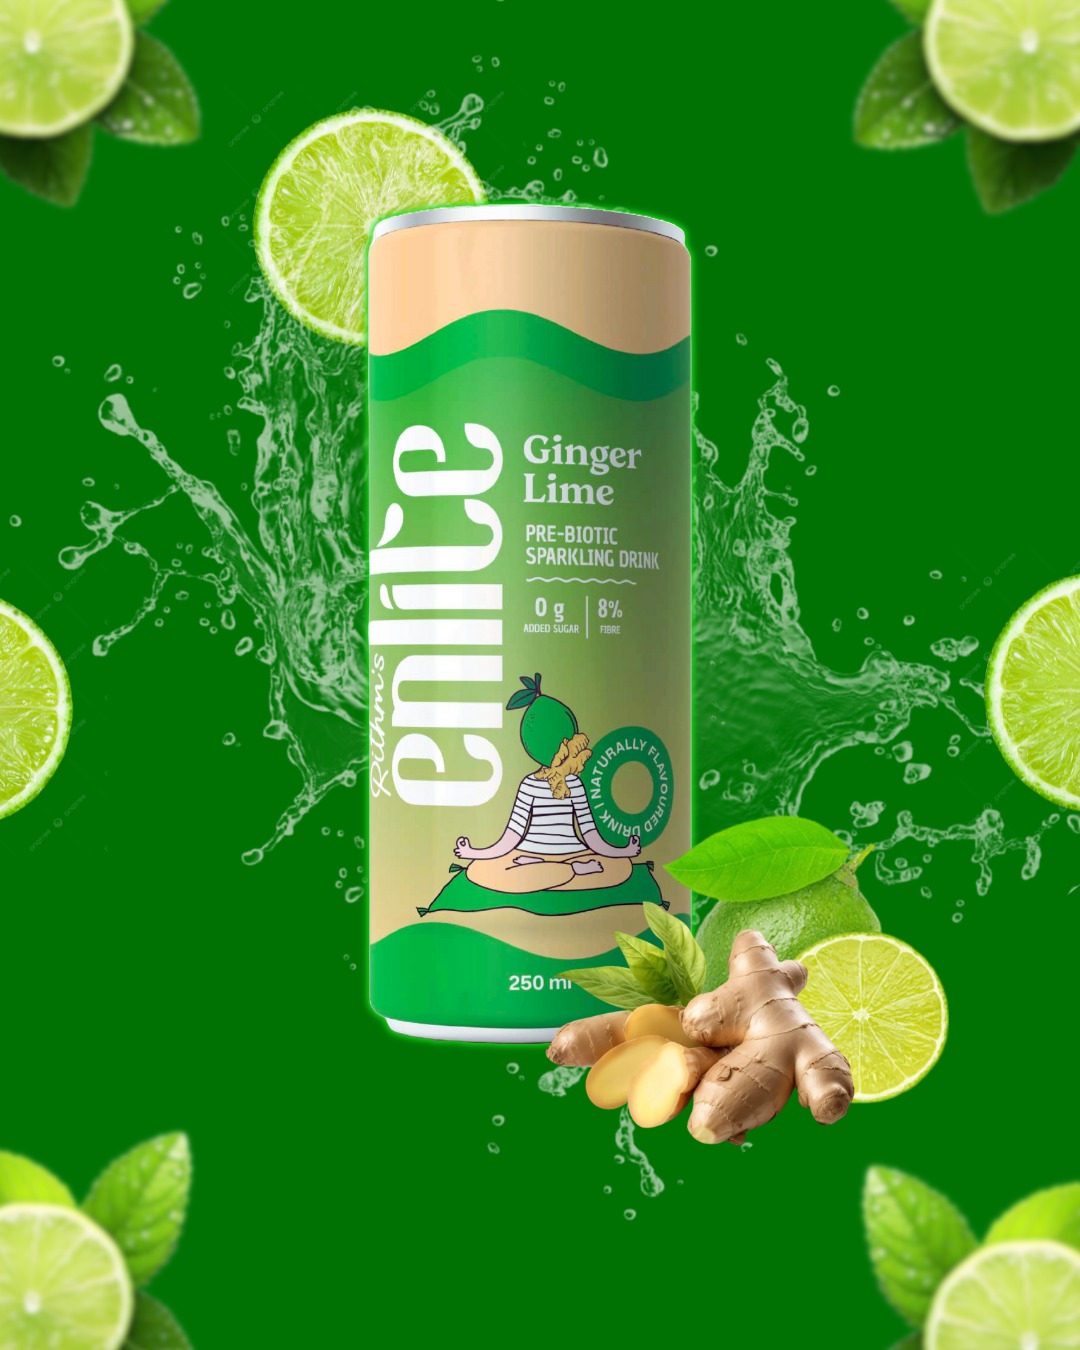 Rithm's
enlite
Ginger
Lime
PRE-BIOTIC
SPARKLING DRINK
0 g
ADDED SUGAR
8%
FIBRE
NATURALLY FLAVOURED DRINK |
250 ml